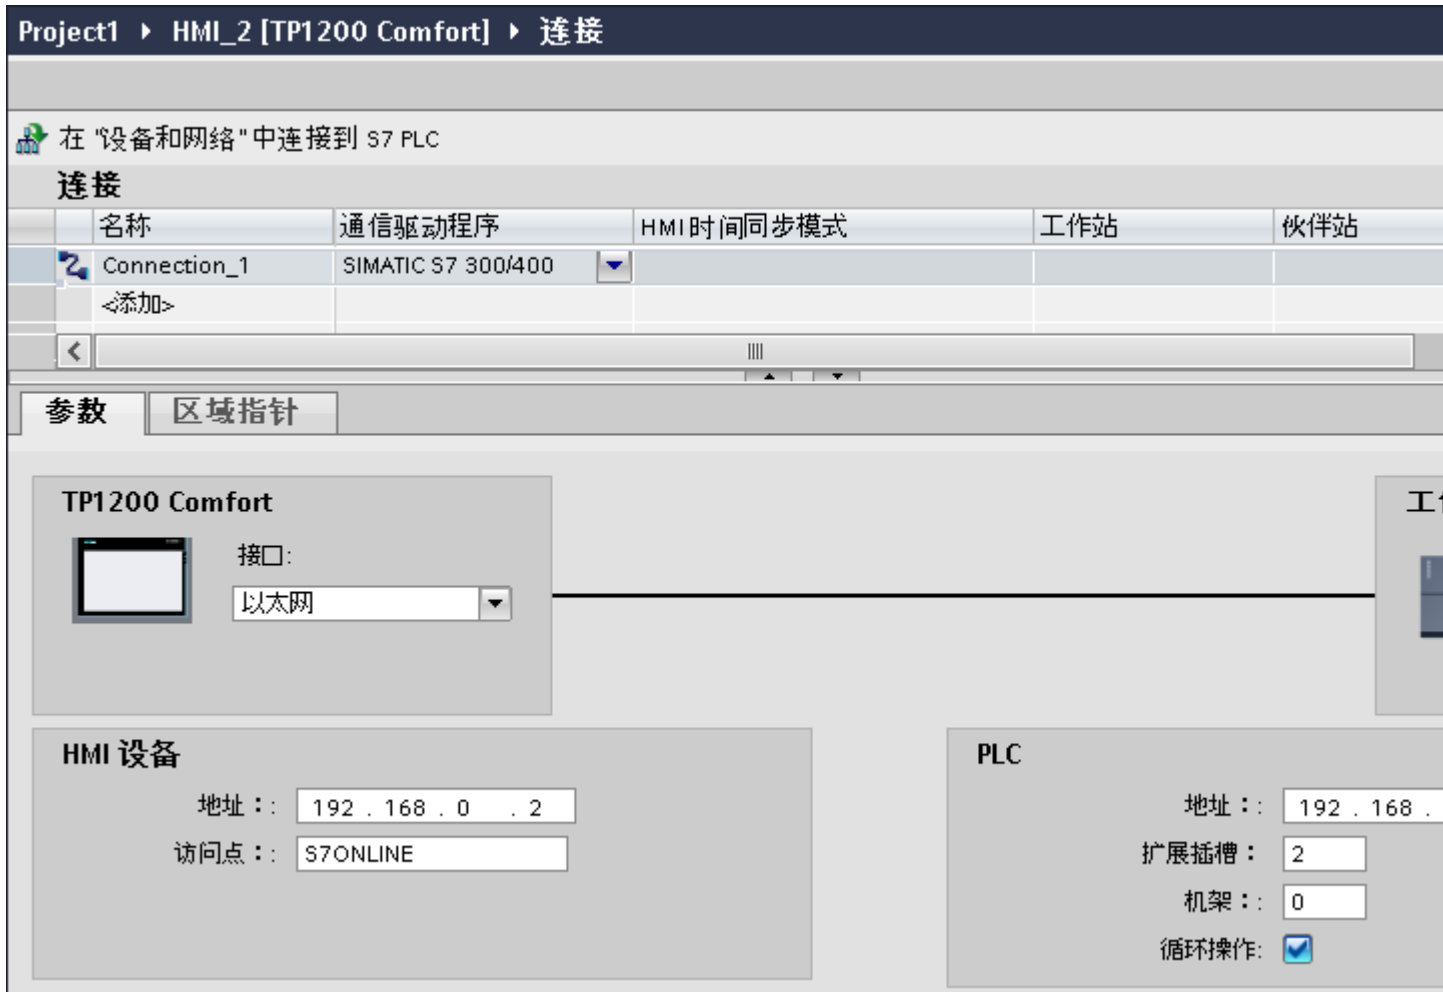 Project1 ▸ HMI_2 [TP1200 Comfort] ▸ 连接
在 "设备和网络" 中连接到 S7 PLC
连接
名称 通信驱动程序 HMI时间同步模式 工作站 伙伴站
Connection_1 SIMATIC S7 300/400
<添加>
参数 区域指针
TP1200 Comfort
接口:
以太网
HMI 设备
地址：: 192 . 168 . 0 . 2
访问点：: S7ONLINE
PLC
地址：: 192 . 168 .
扩展插槽： 2
机架：: 0
循环操作: